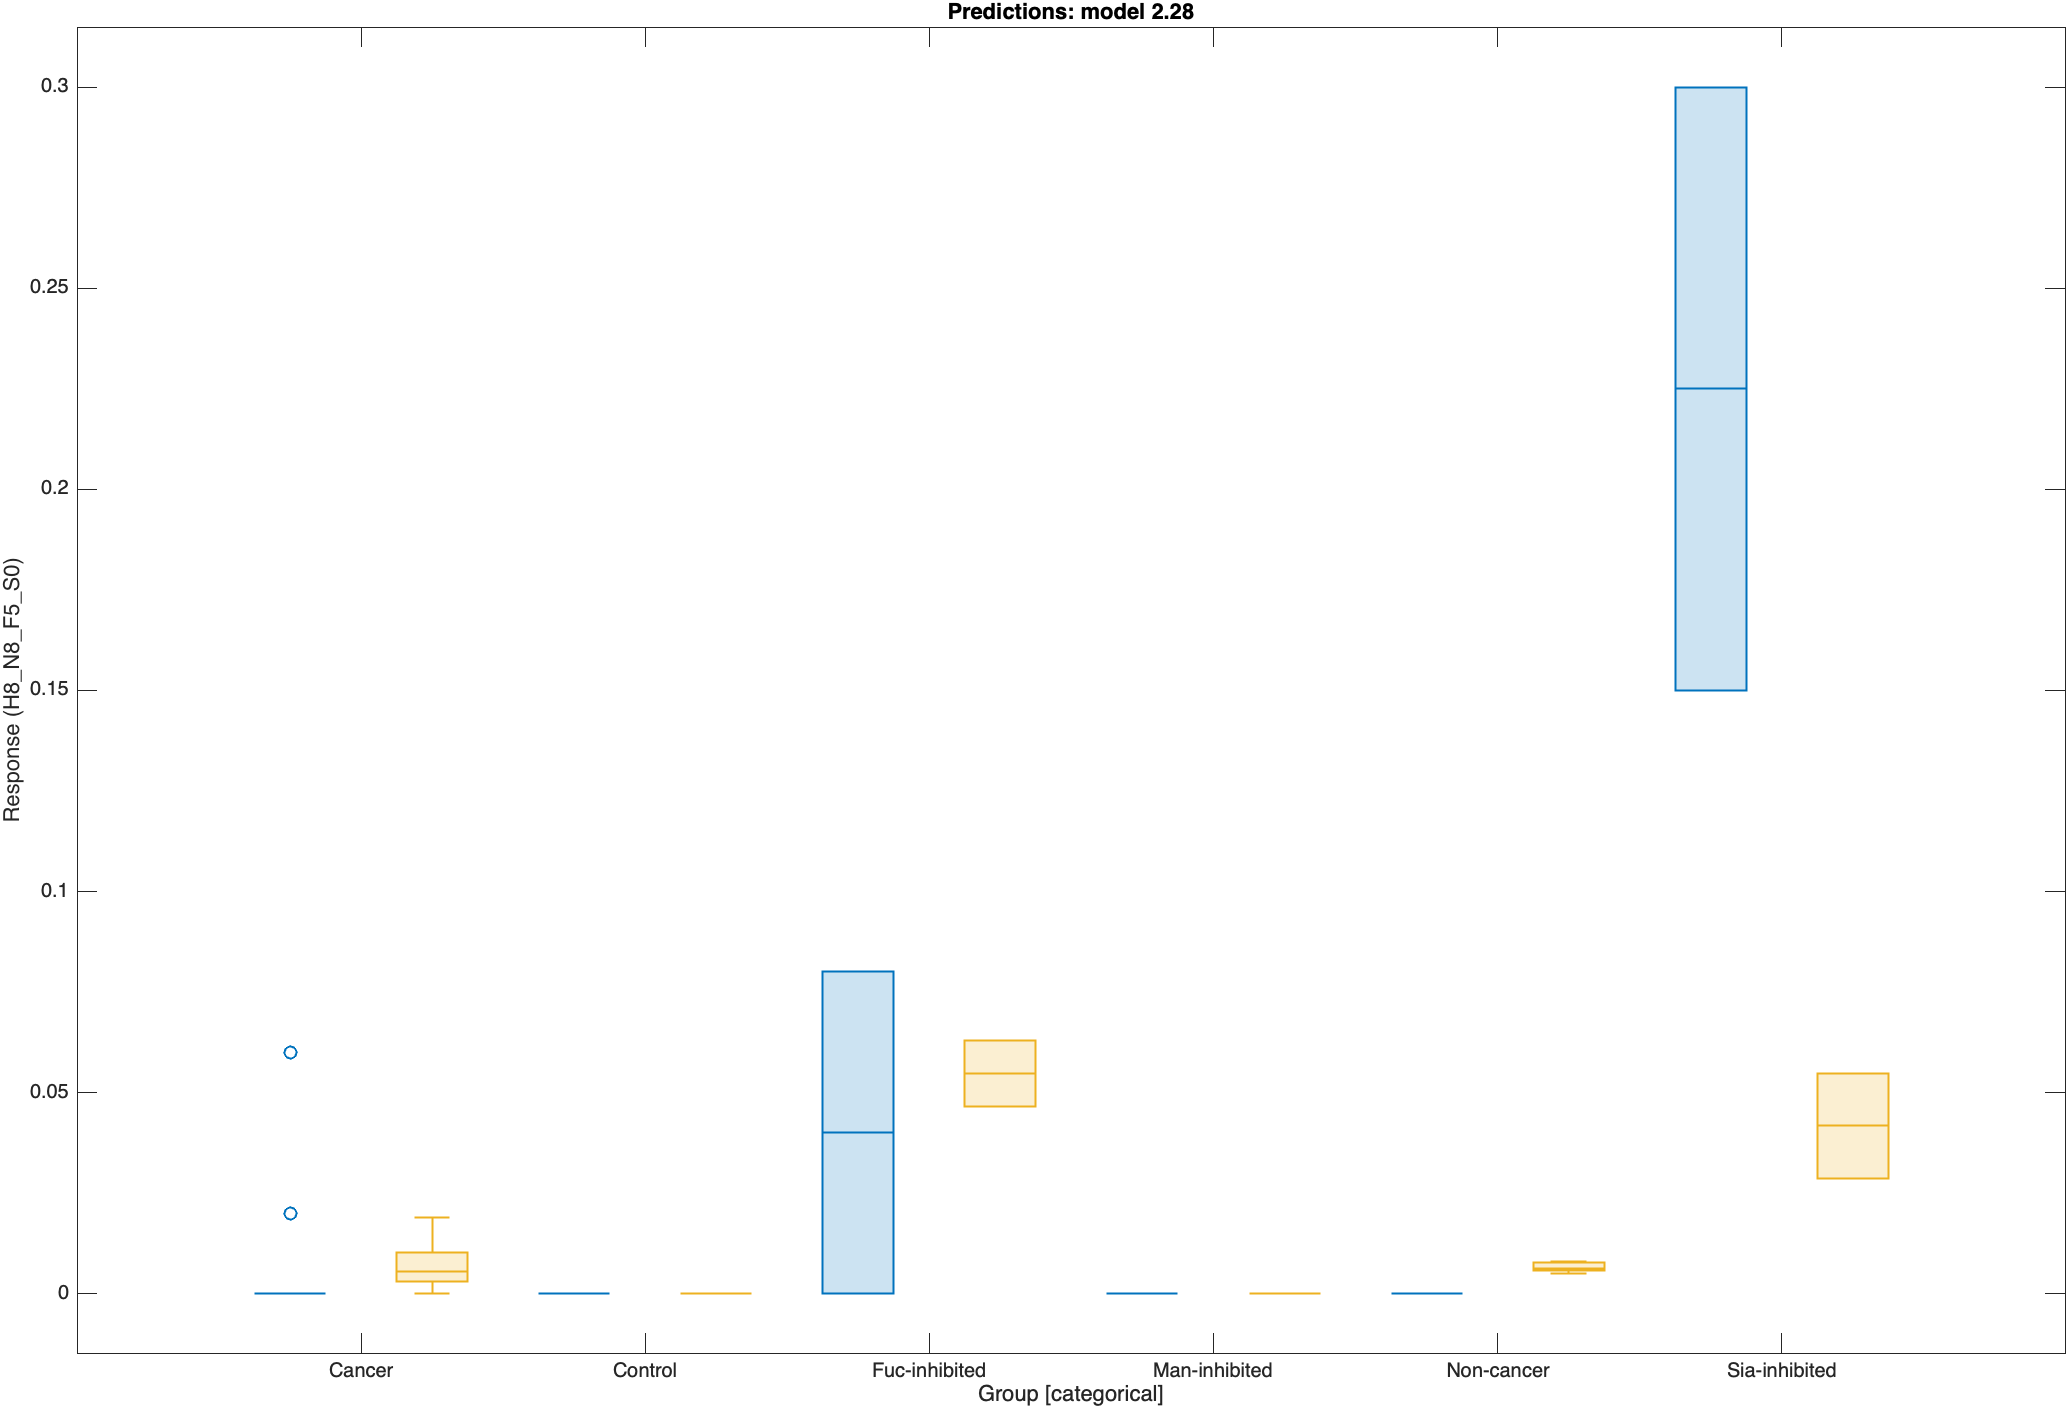 Predictions: model 2.28
0.3
0.25
0.2
0.15
0.1
0.05
0
Response (H8_N8_F5_S0)
Cancer Control Fuc-inhibited Man-inhibited Non-cancer Sia-inhibited
Group [categorical]